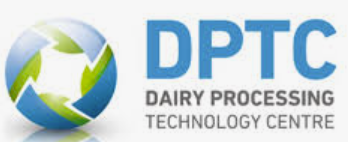 DPTC
DAIRY PROCESSING
TECHNOLOGY CENTRE